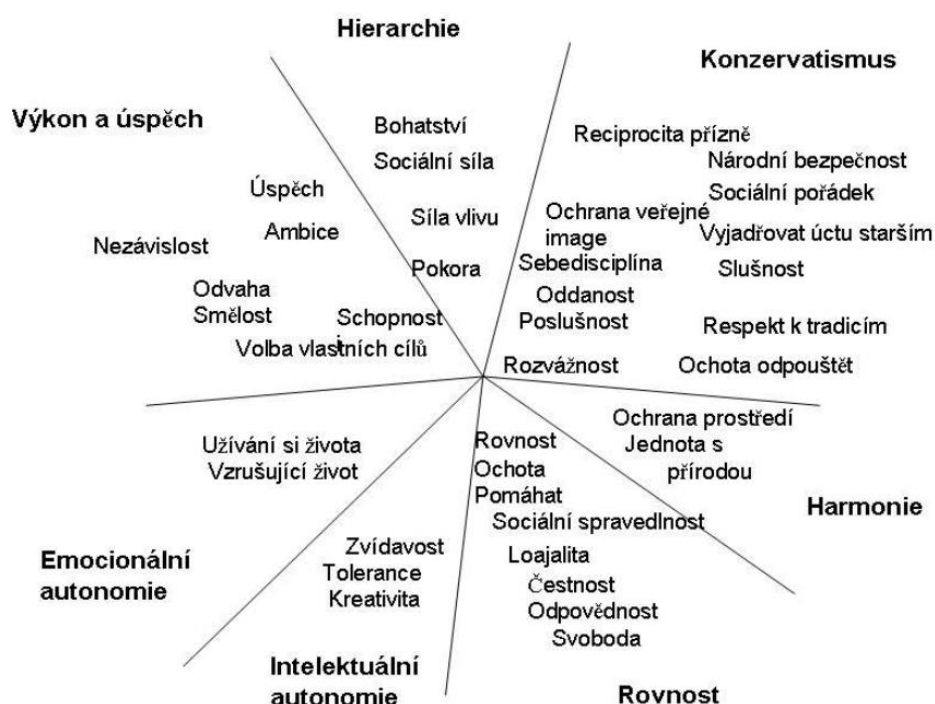 Hierarchie
Konzervatismus
Výkon a úspěch
Bohatství
Sociální síla
Síla vlivu
Pokora
Reciprocita přízně
Národní bezpečnost
Sociální pořádek
Ochrana veřejné
image
Vyjadřovat úctu starším
Sebedisciplína
Slušnost
Oddanost
Poslušnost
Respekt k tradicím
Rozvážnost
Ochota odpouštět
Úspěch
Ambice
Nezávislost
Odvaha
Smělost
Schopnost
Volba vlastních cílů
Ochrana prostředí
Jednota s
přírodou
Harmonie
Užívání si života
Vzrušující život
Emocionální
autonomie
Zvídavost
Tolerance
Kreativita
Intelektuální
autonomie
Rovnost
Ochota
Pomáhat
Sociální spravedlnost
Loajalita
Čestnost
Odpovědnost
Svoboda
Rovnost